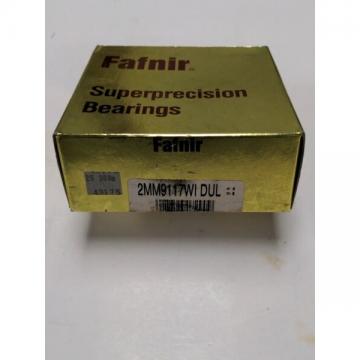 Fafnir®
Superprecision
Bearings
Fafnir
2MM9117WI DUL